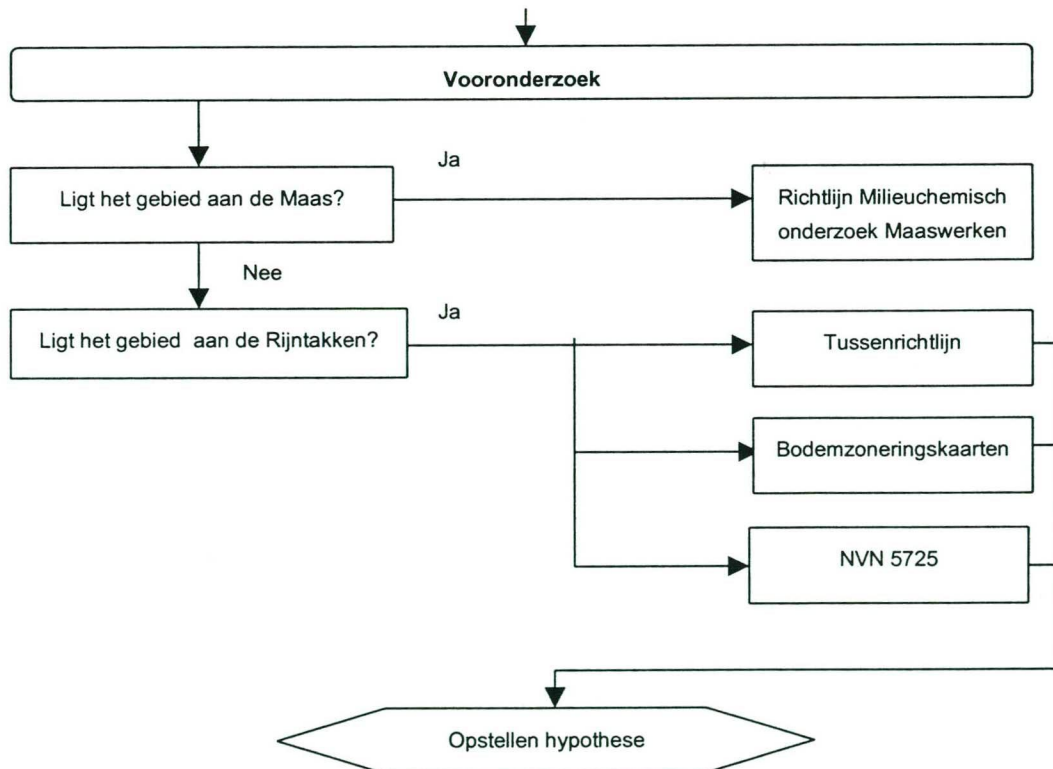 Vooronderzoek
Ja
Ligt het gebied aan de Maas?
Richtlijn Milieuchemisch
onderzoek Maaswerken
Nee
Ja
Ligt het gebied aan de Rijntakken?
Tussenrichtlijn
Bodemzoneringskaarten
NVN 5725
Opstellen hypothese